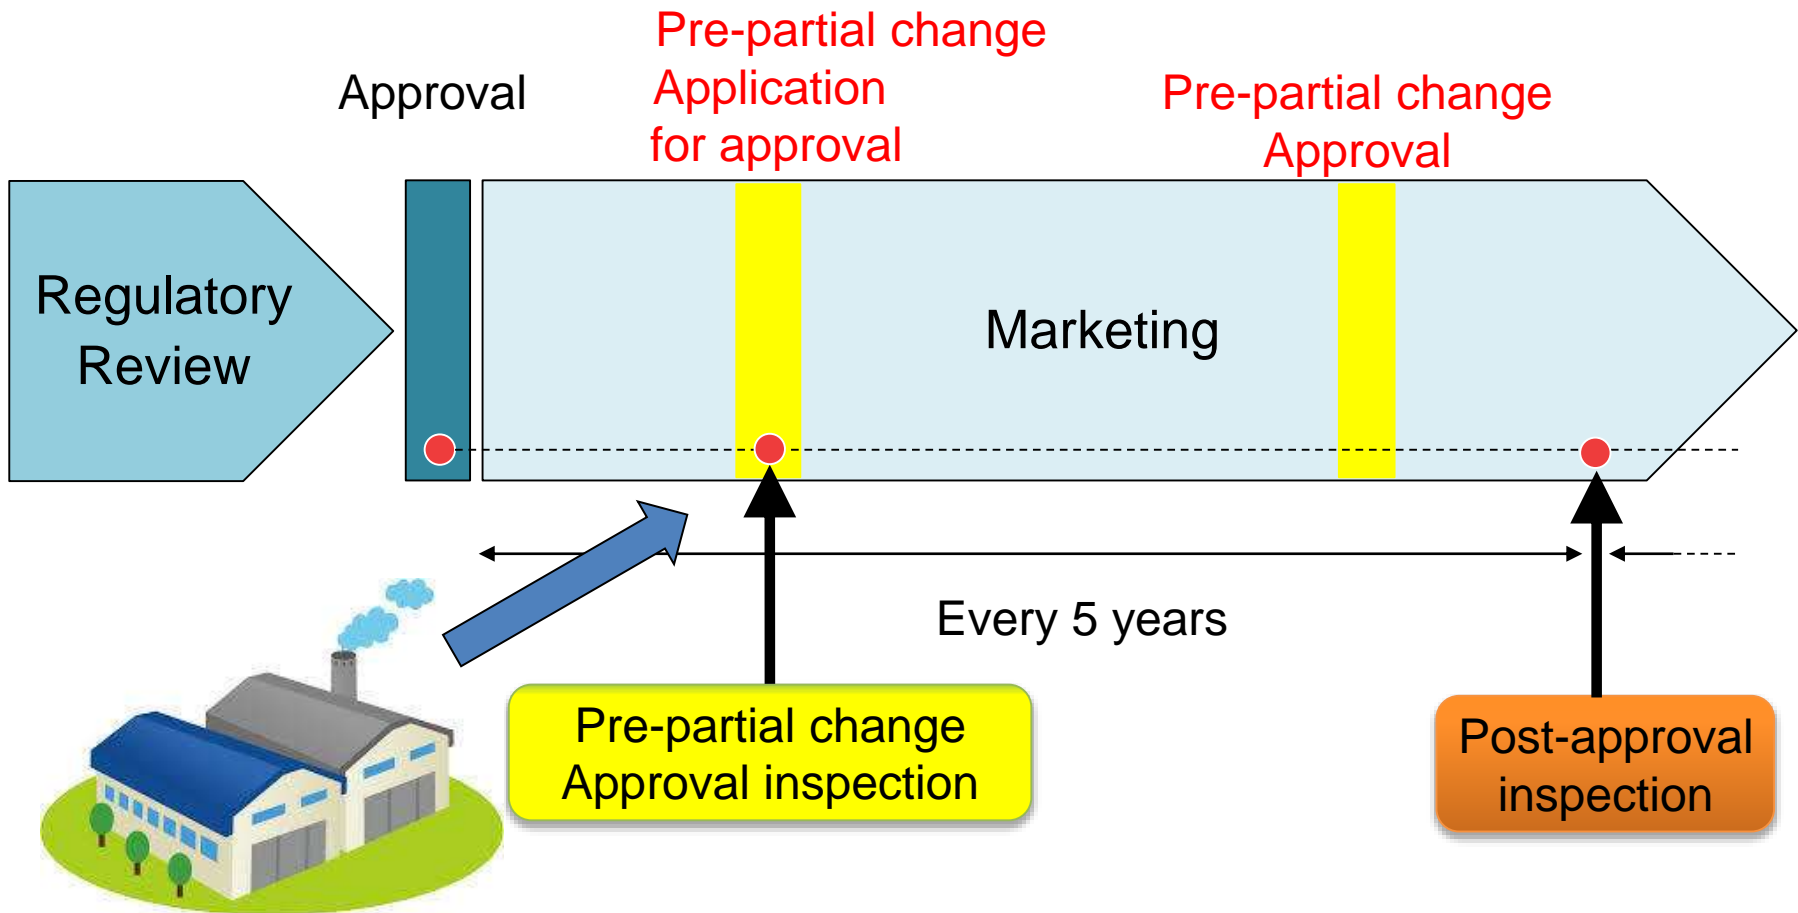 Pre-partial change
Application
for approval
Approval
Pre-partial change
Approval
Regulatory
Review
Marketing
Every 5 years
Pre-partial change
Approval inspection
Post-approval
inspection